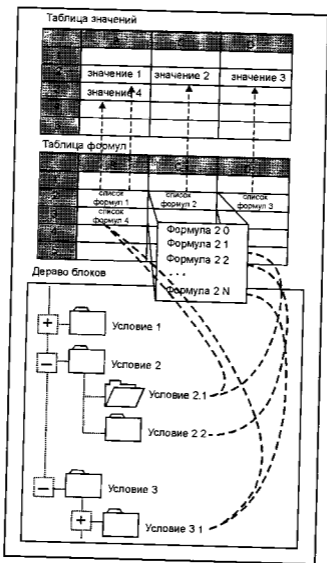 Таблица значений
значение 1 значение 2 значение 3
значение 4
Таблица формул
список формул 1 список формул 2 список формул 3
список формул 4
Формула 2 0
Формула 2 1
Формула 2 2
. . . .
Формула 2 N
Дерево блоков
+ Условие 1
− Условие 2
Условие 2.1
Условие 2 2
− Условие 3
+ Условие 3 1